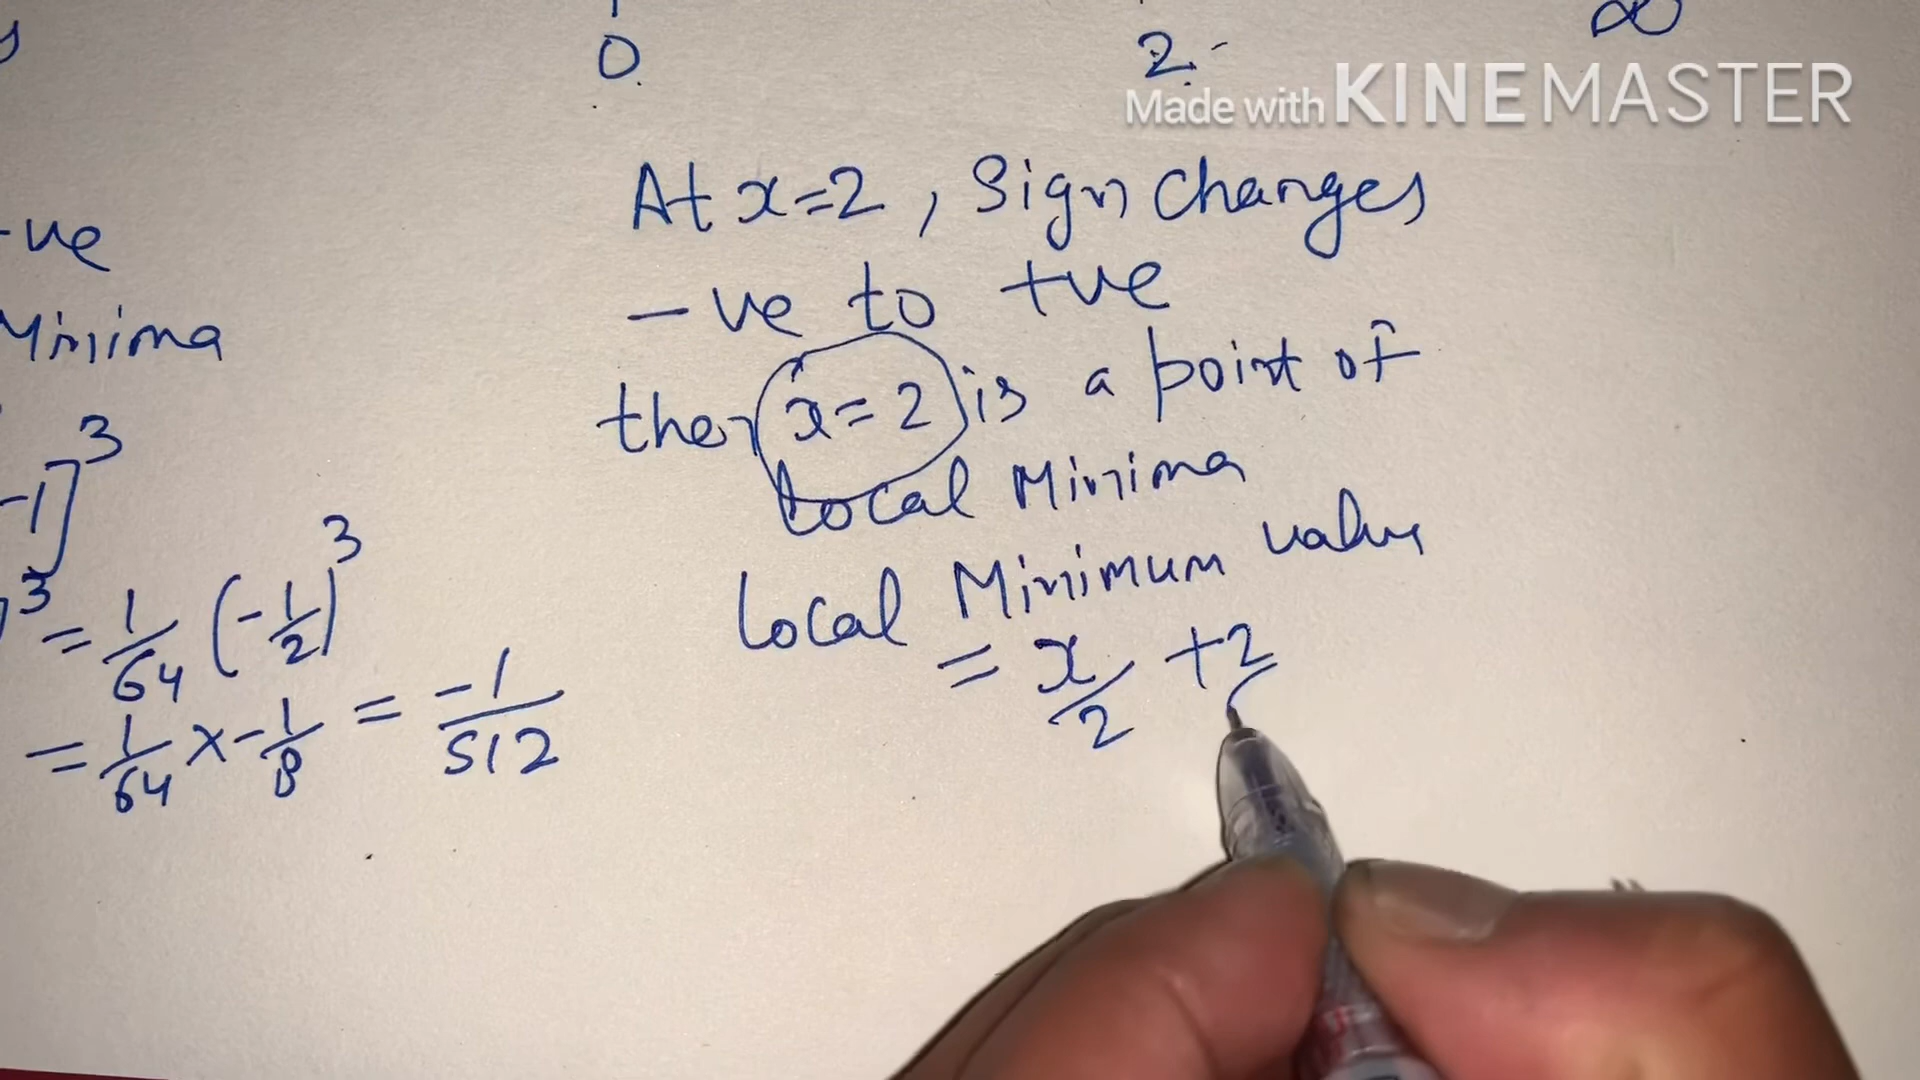 0 2 ∞
Made with KINEMASTER
-ve
Minima
-1]³
³ = 1/64 (-1/2)³
= 1/64 x -1/8 = -1/512
At x=2, Sign changes
-ve to +ve
then x=2 is a point of
Local Minima
Local Minimum value
= x/2 + 2/